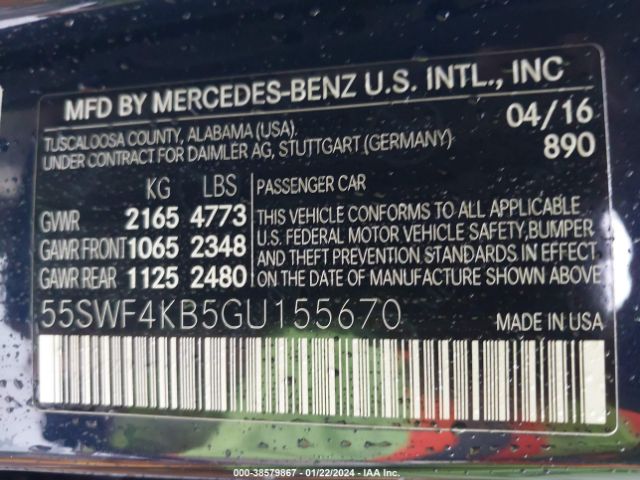 MFD BY MERCEDES-BENZ U.S. INTL., INC
TUSCALOOSA COUNTY, ALABAMA (USA). 04/16
UNDER CONTRACT FOR DAIMLER AG, STUTTGART (GERMANY) 890
KG LBS PASSENGER CAR
GVWR 2165 4773 THIS VEHICLE CONFORMS TO ALL APPLICABLE
U.S. FEDERAL MOTOR VEHICLE SAFETY, BUMPER,
GAWR FRONT 1065 2348 AND THEFT PREVENTION STANDARDS IN EFFECT
GAWR REAR 1125 2480 ON THE DATE OF MANUFACTURE SHOWN ABOVE.
55SWF4KB5GU155670 MADE IN USA
000-38579867 - 01/22/2024 - IAA Inc.